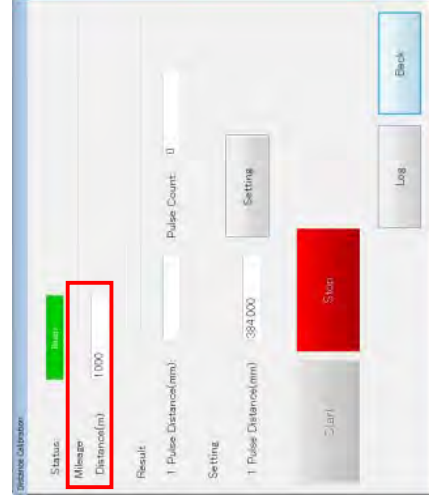 Distance Calibration
Status
Mileage
Distance(m) 1000
Result
1 Pulse Distance(mm) Pulse Count 0
Setting
1 Pulse Distance(mm) 384.000 Setting
Start Stop
Log Back